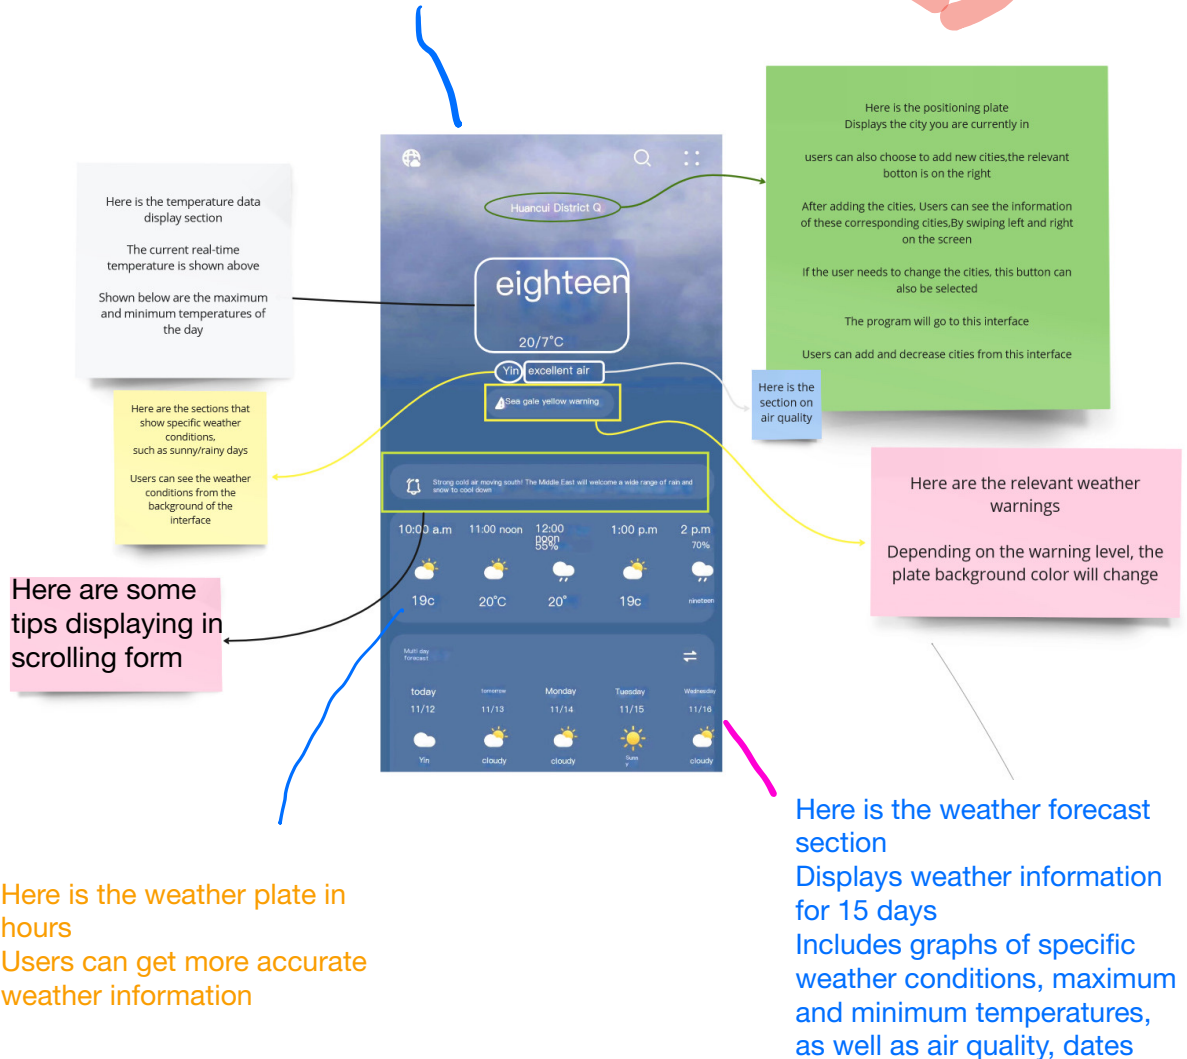 Here is the positioning plate
Displays the city you are currently in
users can also choose to add new cities,the relevant
botton is on the right
After adding the cities, Users can see the information
of these corresponding cities,By swiping left and right
on the screen
If the user needs to change the cities, this button can
also be selected
The program will go to this interface
Users can add and decrease cities from this interface
Here is the temperature data
display section
The current real-time
temperature is shown above
Shown below are the maximum
and minimum temperatures of
the day
Huancui District Q
eighteen
20/7°C
Yin excellent air
Sea gale yellow warning
Here is the
section on
air quality
Here are the sections that
show specific weather
conditions,
such as sunny/rainy days
Users can see the weather
conditions from the
background of the
interface
Here are the relevant weather
warnings
Depending on the warning level, the
plate background color will change
Strong cold air moving south! The Middle East will welcome a wide range of rain and
snow to cool down
10:00 a.m 11:00 noon 12:00 noon 1:00 p.m 2 p.m
55% 70%
19c 20°C 20° 19c nineteen
Here are some
tips displaying in
scrolling form
Multi day
forecast
today tomorrow Monday Tuesday Wednesday
11/12 11/13 11/14 11/15 11/16
Yin cloudy cloudy Sunny cloudy
Here is the weather forecast
section
Displays weather information
for 15 days
Includes graphs of specific
weather conditions, maximum
and minimum temperatures,
as well as air quality, dates
Here is the weather plate in
hours
Users can get more accurate
weather information